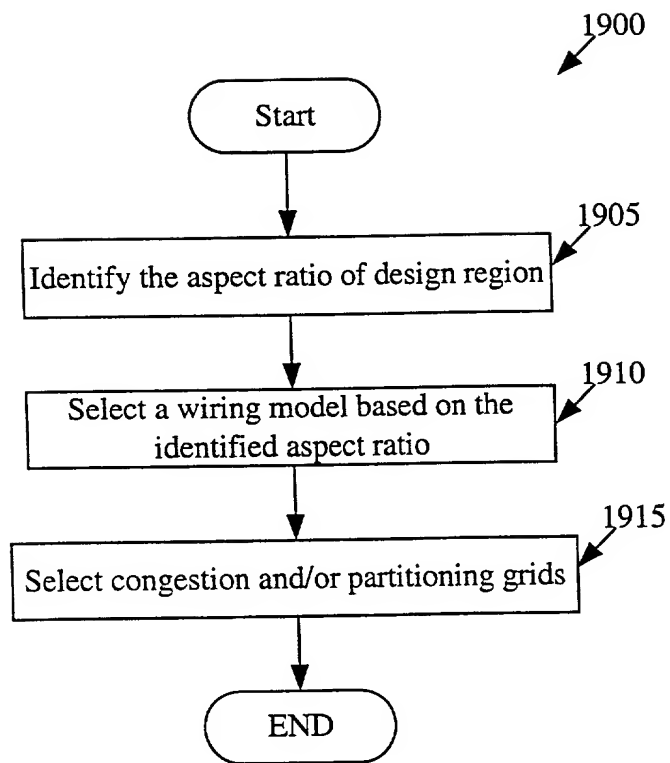 1900
Start
1905
Identify the aspect ratio of design region
1910
Select a wiring model based on the
identified aspect ratio
1915
Select congestion and/or partitioning grids
END